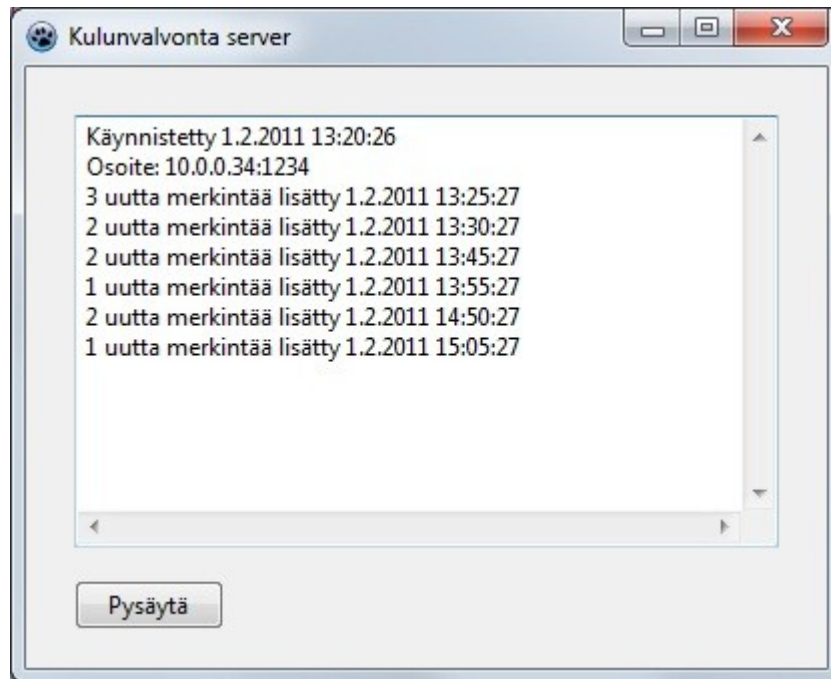 Kulunvalvonta server
Käynnistetty 1.2.2011 13:20:26
Osoite: 10.0.0.34:1234
3 uutta merkintää lisätty 1.2.2011 13:25:27
2 uutta merkintää lisätty 1.2.2011 13:30:27
2 uutta merkintää lisätty 1.2.2011 13:45:27
1 uutta merkintää lisätty 1.2.2011 13:55:27
2 uutta merkintää lisätty 1.2.2011 14:50:27
1 uutta merkintää lisätty 1.2.2011 15:05:27
Pysäytä